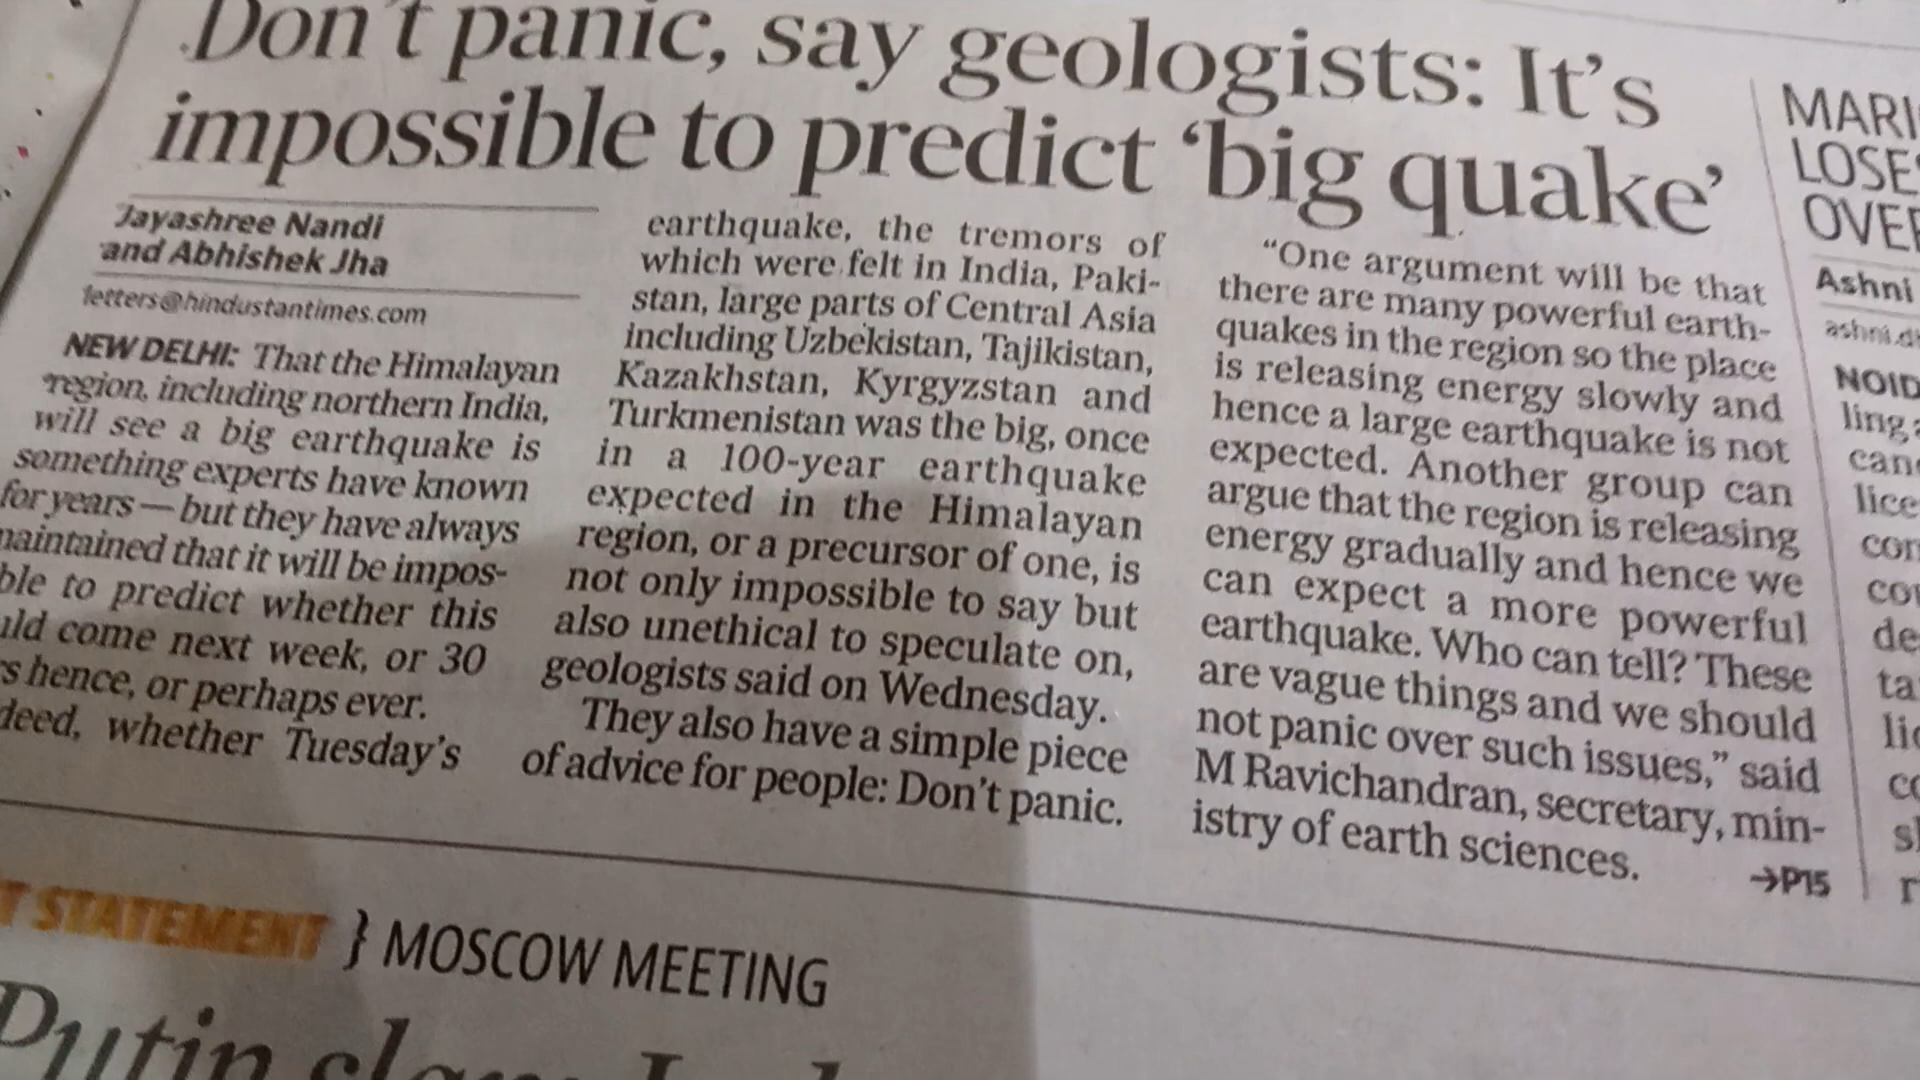 Don't panic, say geologists: It's
impossible to predict 'big quake'
Jayashree Nandi
and Abhishek Jha
letters@hindustantimes.com
NEW DELHI: That the Himalayan
region, including northern India,
will see a big earthquake is
something experts have known
for years — but they have always
maintained that it will be impos-
ble to predict whether this
uld come next week, or 30
s hence, or perhaps ever.
deed, whether Tuesday's
earthquake, the tremors of
which were felt in India, Paki-
stan, large parts of Central Asia
including Uzbekistan, Tajikistan,
Kazakhstan, Kyrgyzstan and
Turkmenistan was the big, once
in a 100-year earthquake
expected in the Himalayan
region, or a precursor of one, is
not only impossible to say but
also unethical to speculate on,
geologists said on Wednesday.
They also have a simple piece
of advice for people: Don't panic.
"One argument will be that
there are many powerful earth-
quakes in the region so the place
is releasing energy slowly and
hence a large earthquake is not
expected. Another group can
argue that the region is releasing
energy gradually and hence we
can expect a more powerful
earthquake. Who can tell? These
are vague things and we should
not panic over such issues," said
M Ravichandran, secretary, min-
istry of earth sciences.
→P15
MARI
LOSE
OVER
Ashni
ashni.d
NOID
ling
can
lice
con
cou
de
ta
lic
co
sl
r
T STATEMENT } MOSCOW MEETING
Putin